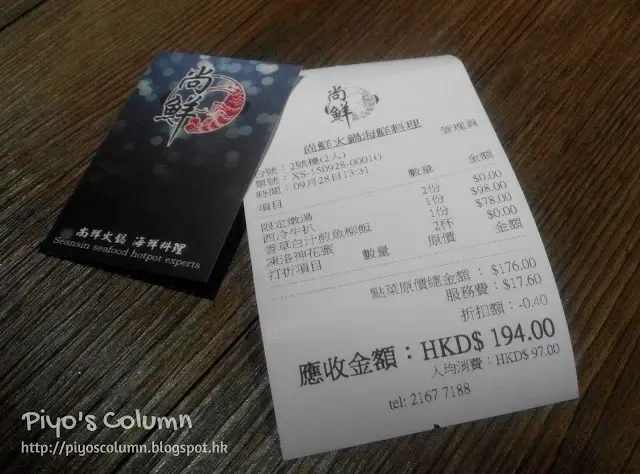 尚鮮
尚鮮火鍋 海鮮料理
Seansin seafood hotpot experts
尚鮮
尚鮮火鍋海鮮料理
管理員
台號：2號樓(2人)
單號：XS-150928-0001()
時間：09月28日13:31
項目 數量 金額
限定燉湯 2份 $0.00
西冷牛扒 1份 $98.00
香草白汁煎魚柳飯 1份 $78.00
凍洛神花蜜 2杯 $0.00
打折項目 數量 原價 金額
點菜原價總金額： $176.00
服務費：$17.60
折扣額：-0.40
應收金額：HKD$ 194.00
人均消費：HKD$ 97.00
tel: 2167 7188
Piyo's Column
http://piyoscolumn.blogspot.hk